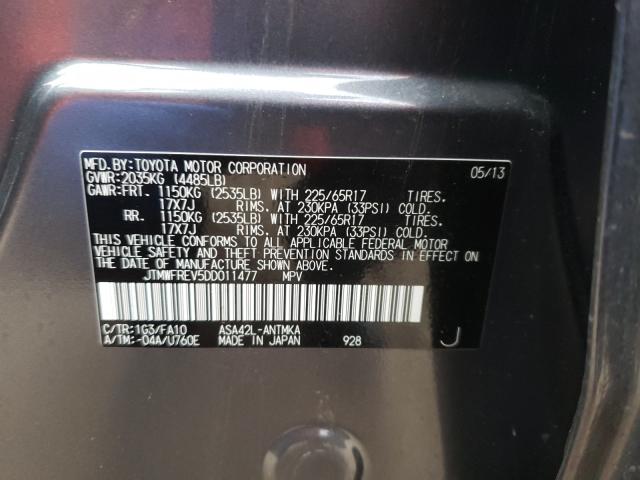 MFD.BY:TOYOTA MOTOR CORPORATION 05/13
GVWR:2035KG (4485LB)
GAWR:FRT. 1150KG (2535LB) WITH 225/65R17 TIRES.
17X7J RIMS. AT 230KPA (33PSI) COLD.
RR. 1150KG (2535LB) WITH 225/65R17 TIRES.
17X7J RIMS. AT 230KPA (33PSI) COLD.
THIS VEHICLE CONFORMS TO ALL APPLICABLE FEDERAL MOTOR
VEHICLE SAFETY AND THEFT PREVENTION STANDARDS IN EFFECT
ON THE DATE OF MANUFACTURE SHOWN ABOVE.
JTMWFREV5DD011477 MPV
C/TR:1G3/FA10 ASA42L-ANTMKA
A/TM:-04A/U760E MADE IN JAPAN 928 J